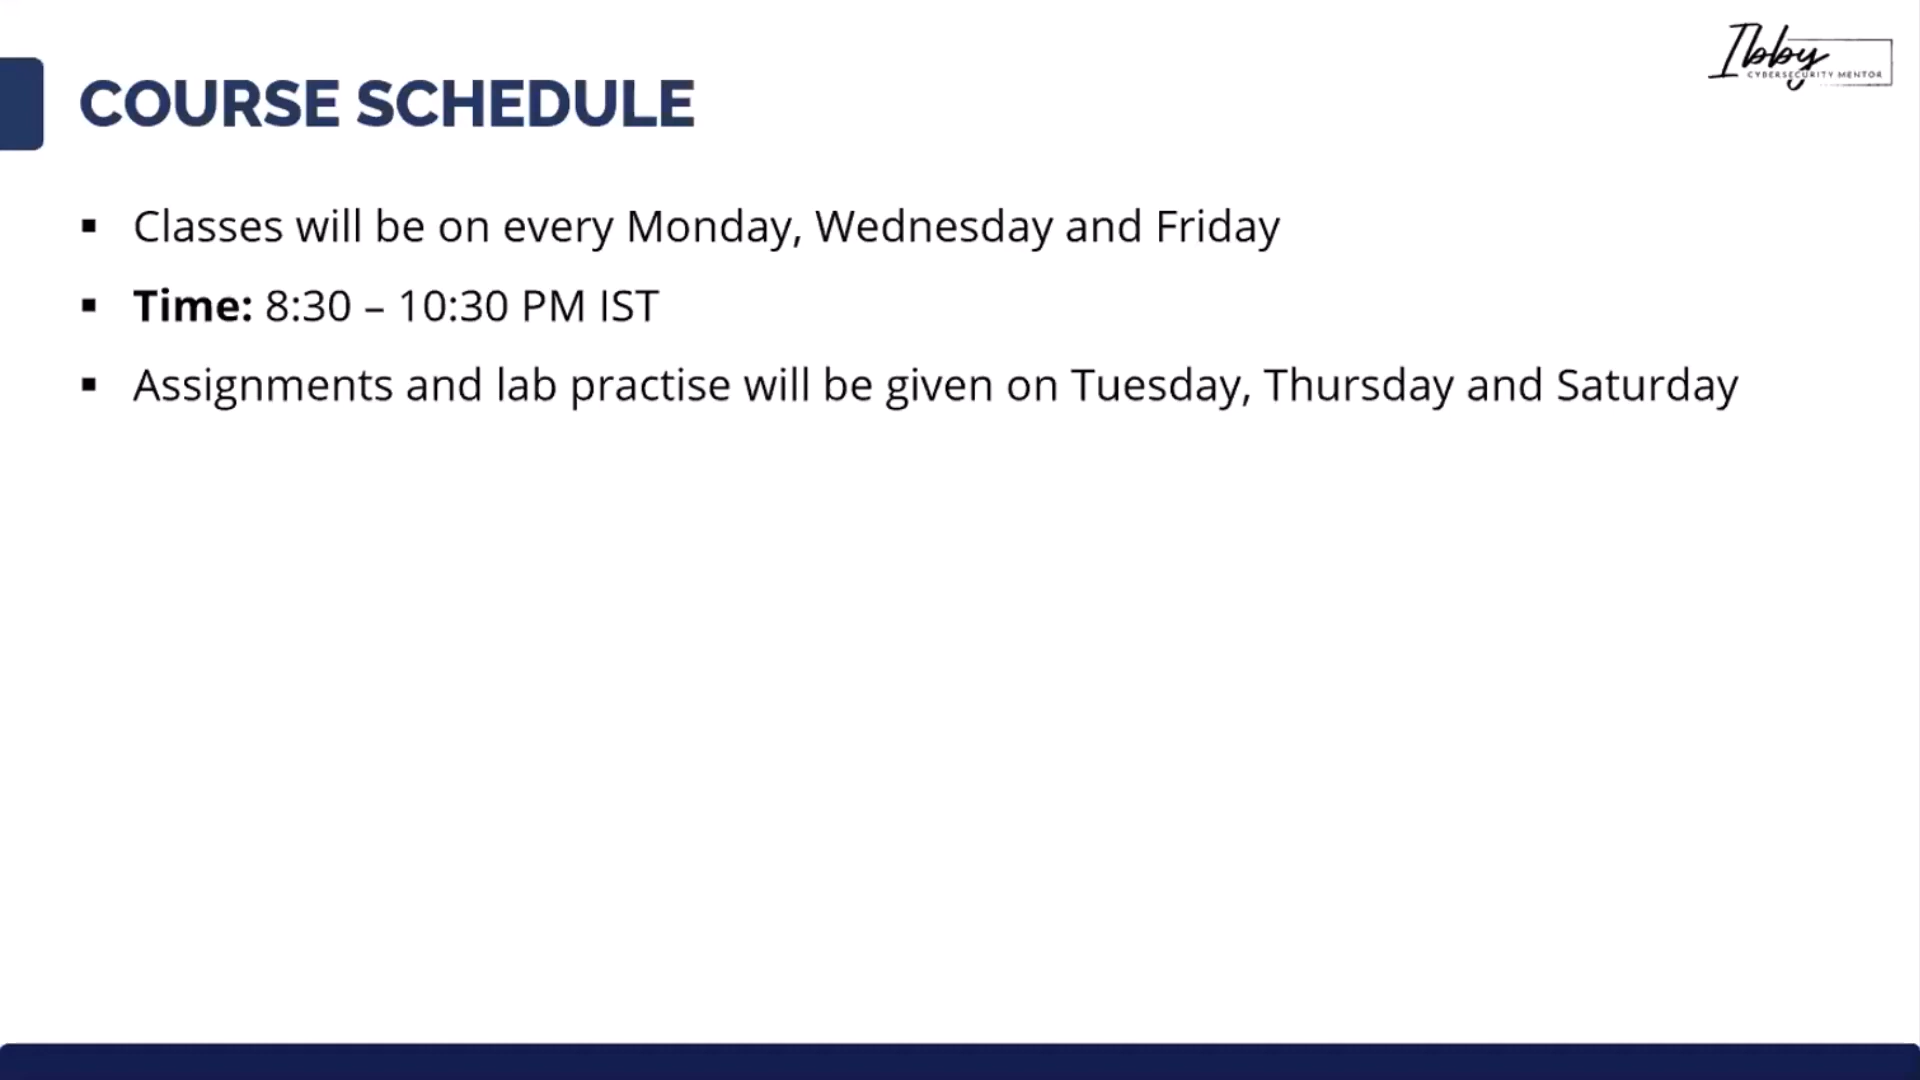 Ibby
CYBERSECURITY MENTOR
COURSE SCHEDULE
▪ Classes will be on every Monday, Wednesday and Friday
▪ Time: 8:30 – 10:30 PM IST
▪ Assignments and lab practise will be given on Tuesday, Thursday and Saturday